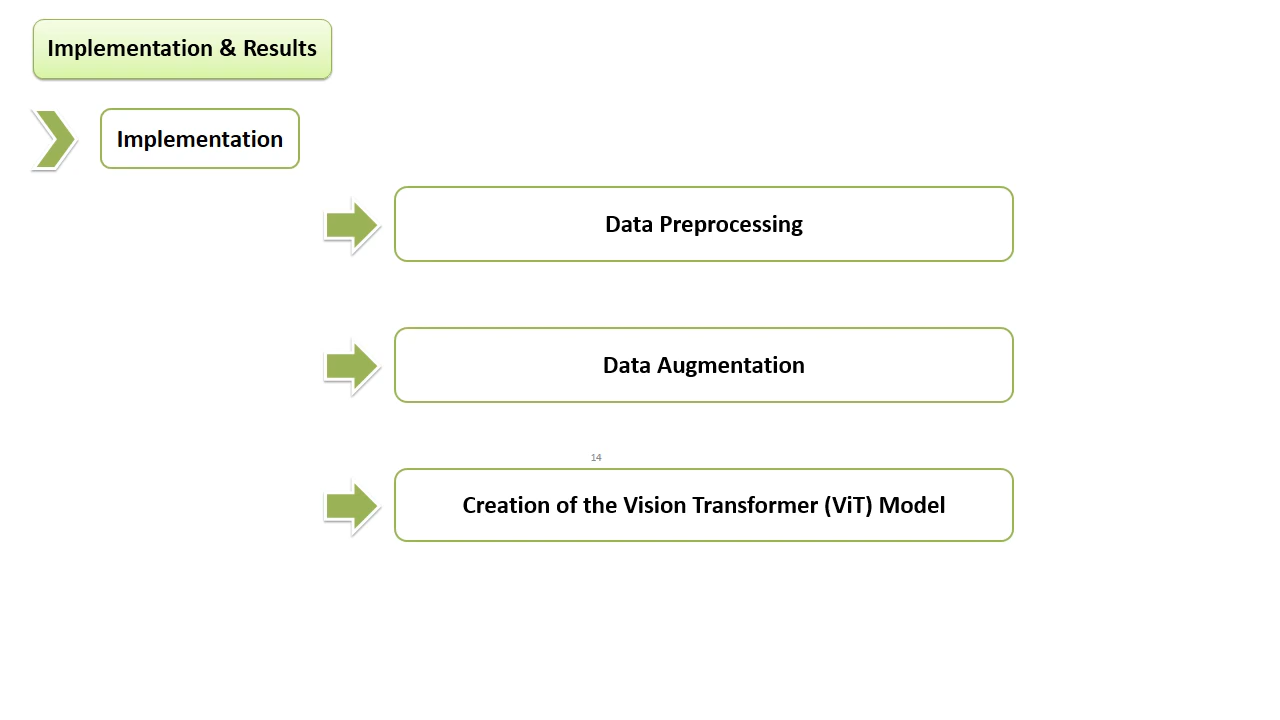 Implementation & Results
Implementation
Data Preprocessing
Data Augmentation
14
Creation of the Vision Transformer (ViT) Model